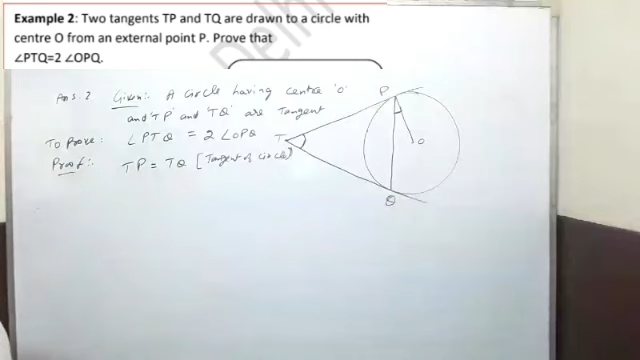 Example 2: Two tangents TP and TQ are drawn to a circle with
centre O from an external point P. Prove that
∠PTQ=2 ∠OPQ.
Delhi
Ans. 2 Given:. A Circle having centre 'O'
and 'TP' and 'TQ' are Tangent
To Prove: ∠PTQ = 2 ∠OPQ
Proof:. TP = TQ [Tangent of circle]
P
T
O
Q